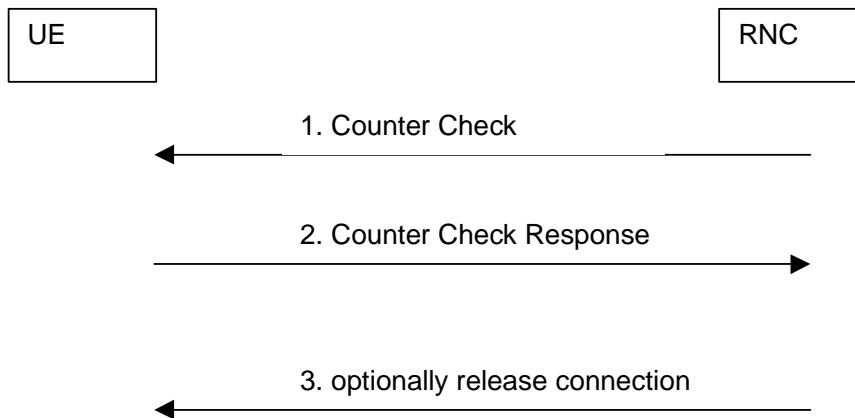 UE
RNC
1. Counter Check
2. Counter Check Response
3. optionally release connection